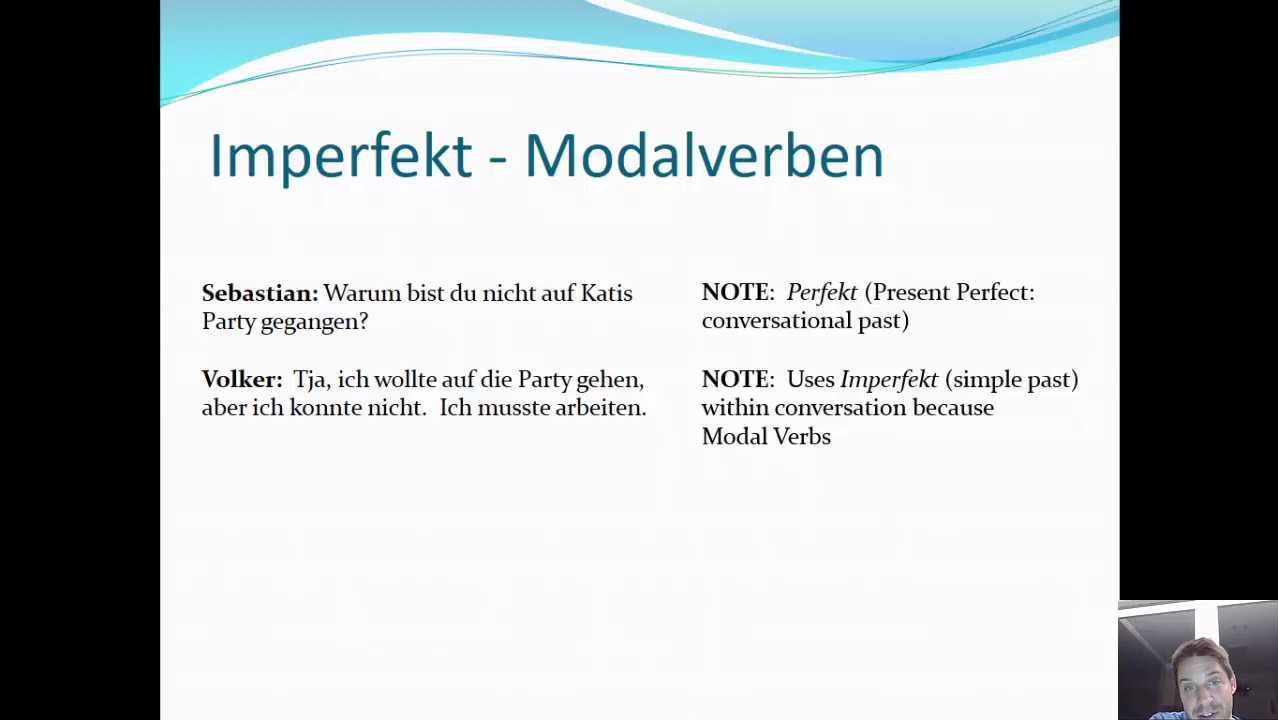 Imperfekt - Modalverben
Sebastian: Warum bist du nicht auf Katis
Party gegangen?
Volker: Tja, ich wollte auf die Party gehen,
aber ich konnte nicht. Ich musste arbeiten.
NOTE: Perfekt (Present Perfect:
conversational past)
NOTE: Uses Imperfekt (simple past)
within conversation because
Modal Verbs